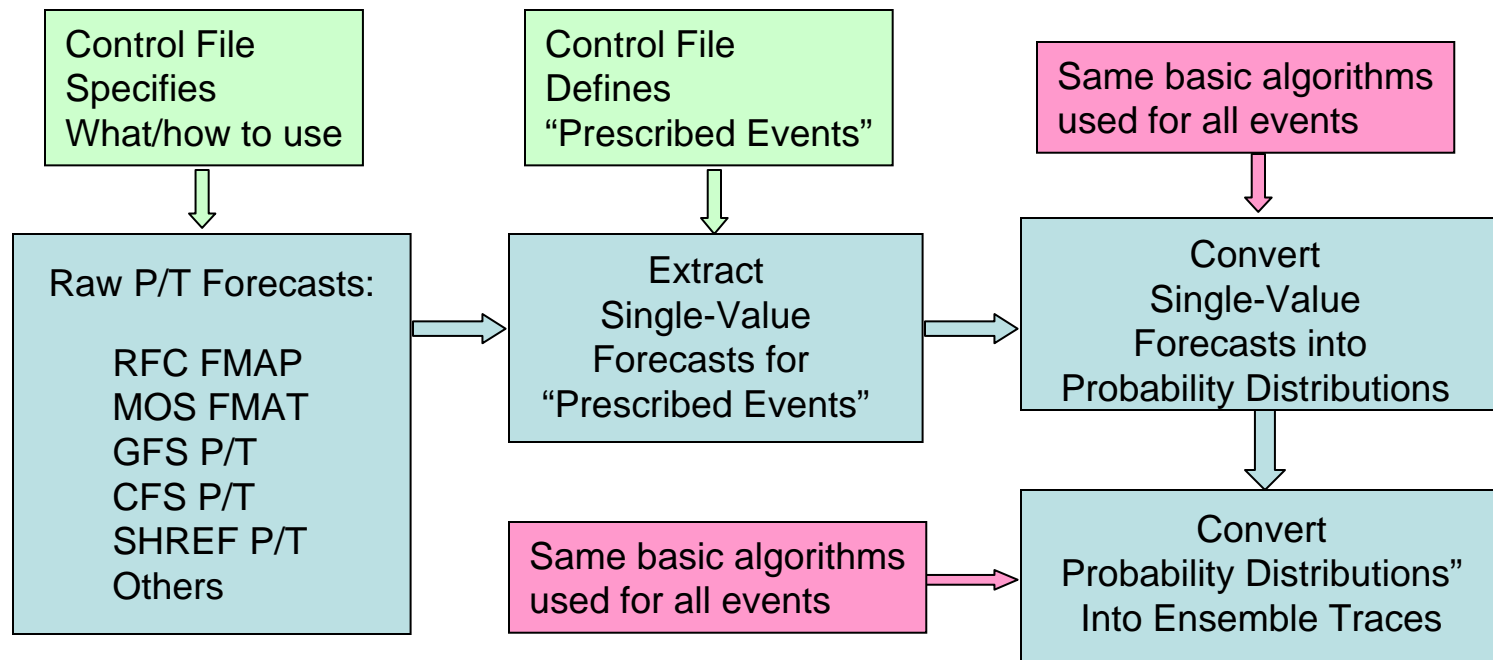 Control File
Specifies
What/how to use
Control File
Defines
“Prescribed Events”
Same basic algorithms
used for all events
Raw P/T Forecasts:
RFC FMAP
MOS FMAT
GFS P/T
CFS P/T
SHREF P/T
Others
Extract
Single-Value
Forecasts for
“Prescribed Events”
Convert
Single-Value
Forecasts into
Probability Distributions
Same basic algorithms
used for all events
Convert
Probability Distributions”
Into Ensemble Traces